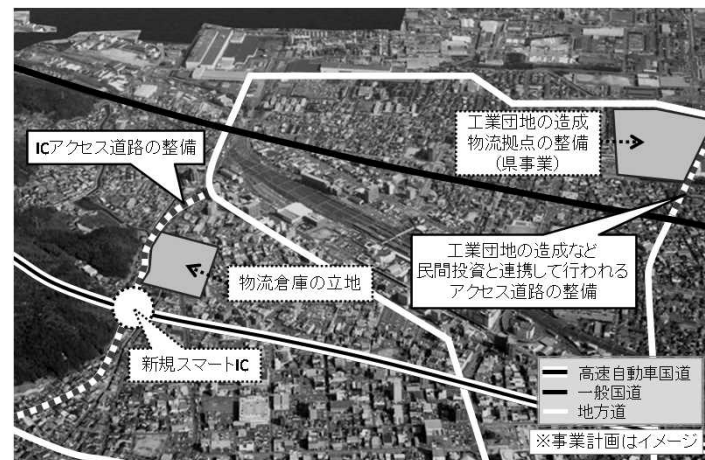 工業団地の造成
物流拠点の整備
(県事業)
ICアクセス道路の整備
工業団地の造成など
民間投資と連携して行われる
アクセス道路の整備
物流倉庫の立地
新規スマートIC
高速自動車国道
一般国道
地方道
※事業計画はイメージ